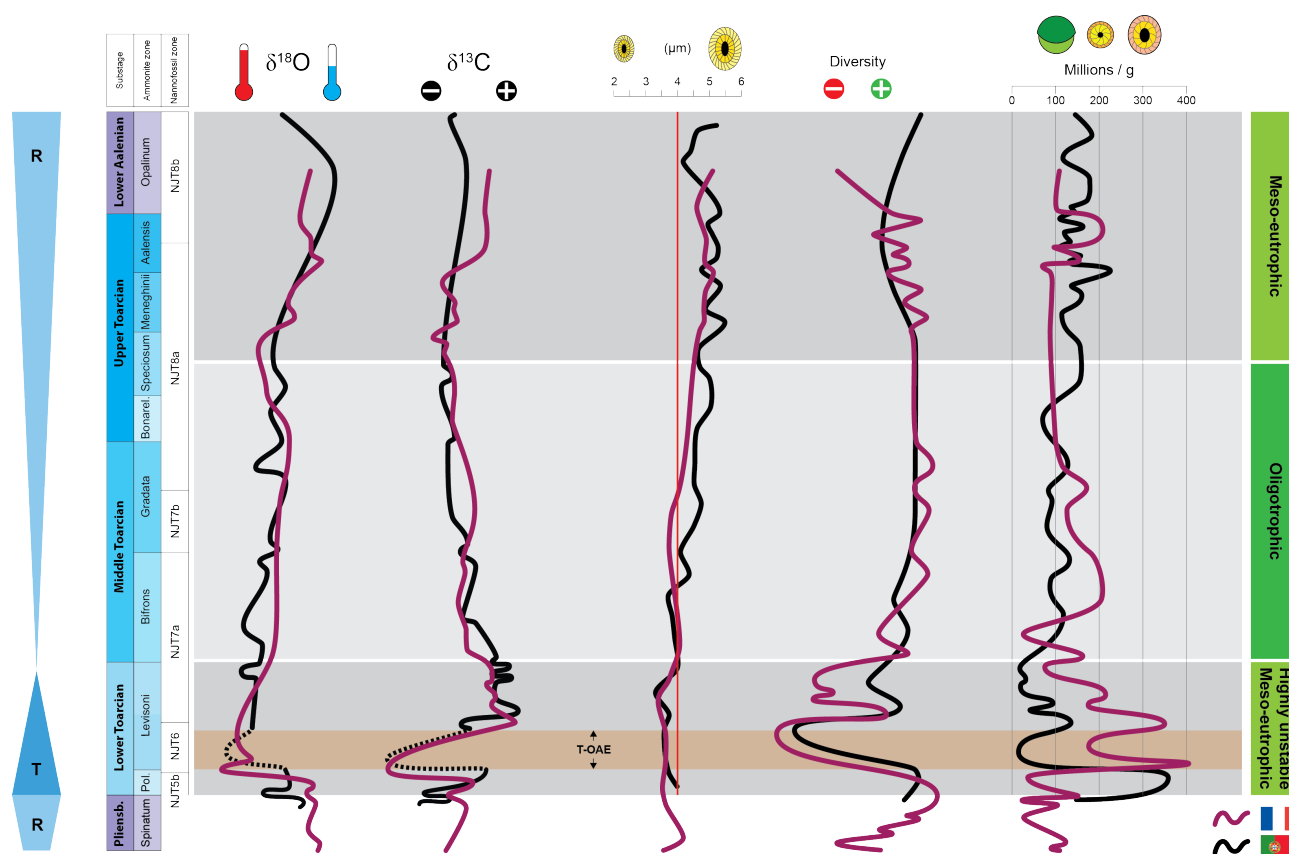 Substage
Ammonite zone
Nannofossil zone
δ18O
δ13C
(µm)
2 3 4 5 6
Diversity
Millions / g
0 100 200 300 400
R
T
R
Lower Aalenian
Upper Toarcian
Middle Toarcian
Lower Toarcian
Pliensb.
Opalinum
Aalensis
Meneghinii
Speciosum
Bonarel.
Gradata
Bifrons
Levisoni
Pol.
Spinatum
NJT8b
NJT8a
NJT7b
NJT7a
NJT6
NJT5b
T-OAE
Meso-eutrophic
Oligotrophic
Highly unstable
Meso-eutrophic